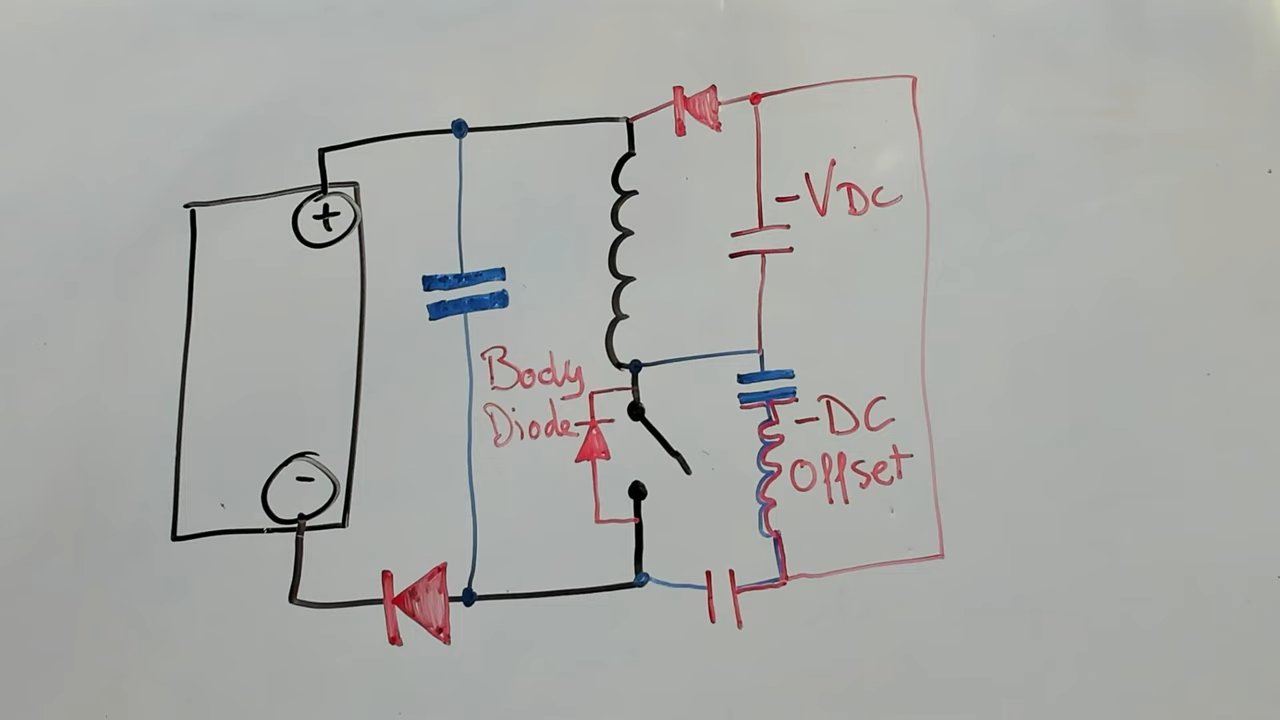 +
-VDC
Body
Diode
-DC
Offset
-